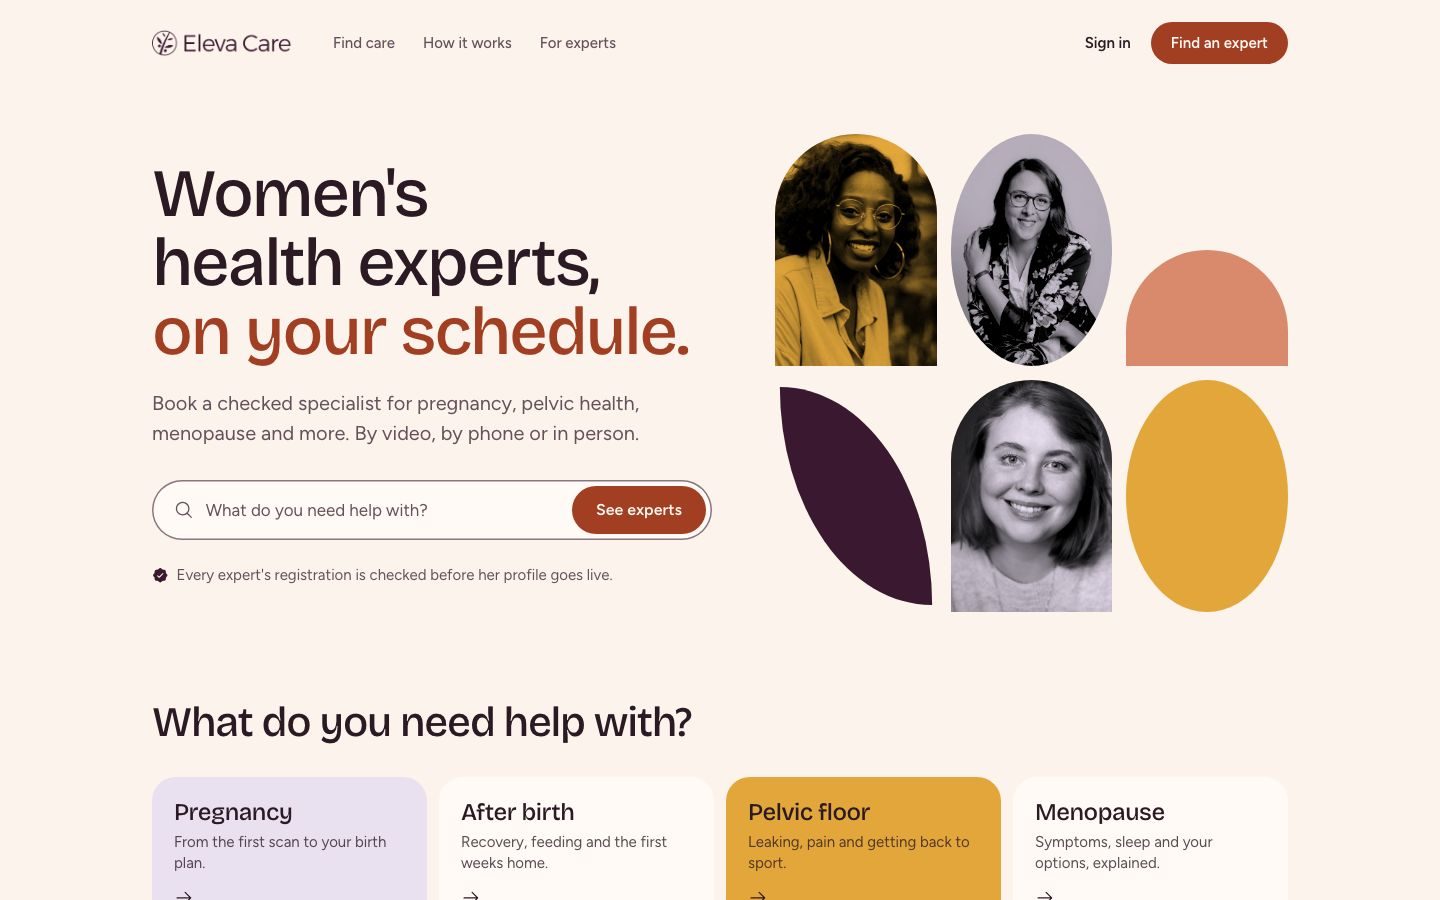 Eleva Care
Find care
How it works
For experts
Sign in
Find an expert
Women's
health experts,
on your schedule.
Book a checked specialist for pregnancy, pelvic health,
menopause and more. By video, by phone or in person.
What do you need help with?
See experts
Every expert's registration is checked before her profile goes live.
What do you need help with?
Pregnancy
From the first scan to your birth
plan.
After birth
Recovery, feeding and the first
weeks home.
Pelvic floor
Leaking, pain and getting back to
sport.
Menopause
Symptoms, sleep and your
options, explained.